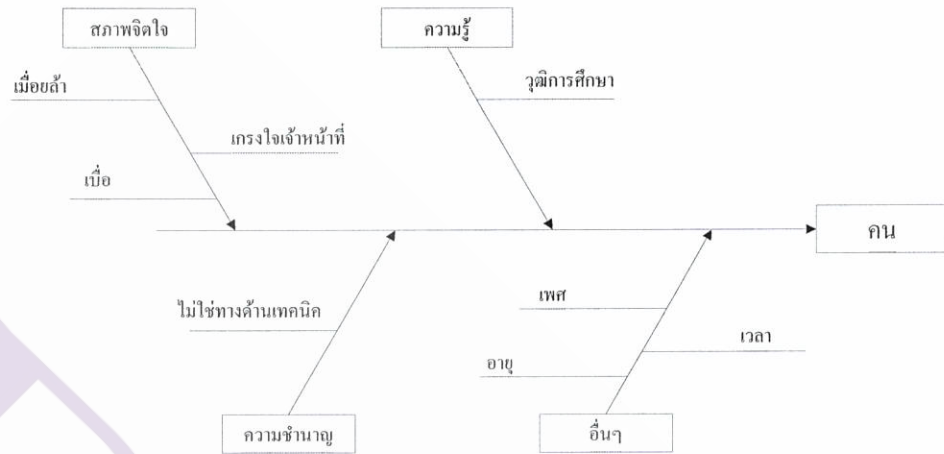 สภาพจิตใจ
ความรู้
เมื่อยล้า
วุฒิการศึกษา
เกรงใจเจ้าหน้าที่
เบื่อ
คน
เพศ
ไม่ใช่ทางด้านเทคนิค
เวลา
อายุ
ความชำนาญ
อื่นๆ